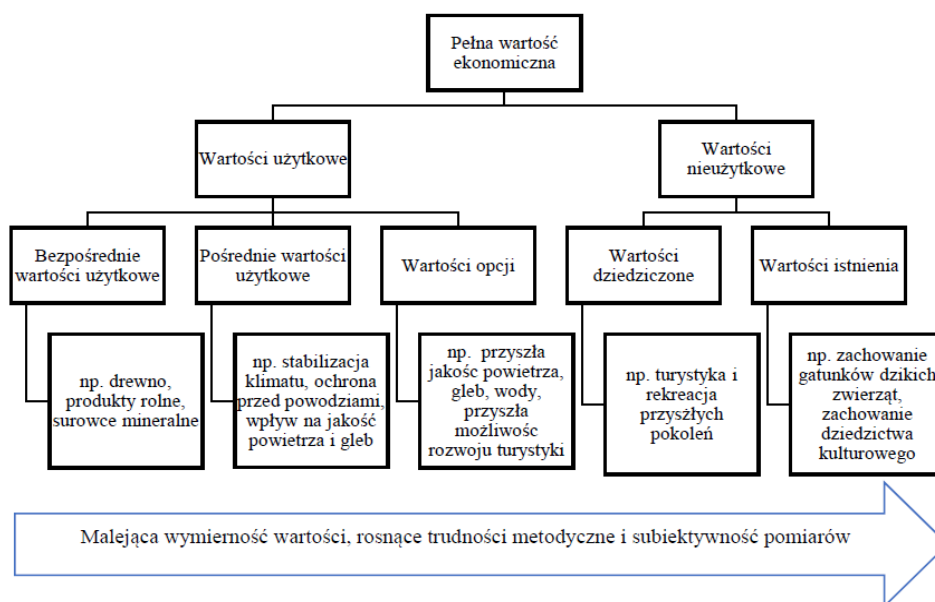 Pełna wartość
ekonomiczna
Wartości użytkowe
Wartości
nieużytkowe
Bezpośrednie
wartości użytkowe
Pośrednie wartości
użytkowe
Wartości opcji
Wartości
dziedziczone
Wartości istnienia
np. drewno,
produkty rolne,
surowce mineralne
np. stabilizacja
klimatu, ochrona
przed powodziami,
wpływ na jakość
powietrza i gleb
np. przyszła
jakośc powietrza,
gleb, wody,
przyszła
możliwośc
rozwoju turystyki
np. turystyka i
rekreacja
przysżłych
pokoleń
np. zachowanie
gatunków dzikich
zwierząt,
zachowanie
dziedzictwa
kulturowego
Malejąca wymierność wartości, rosnące trudności metodyczne i subiektywność pomiarów